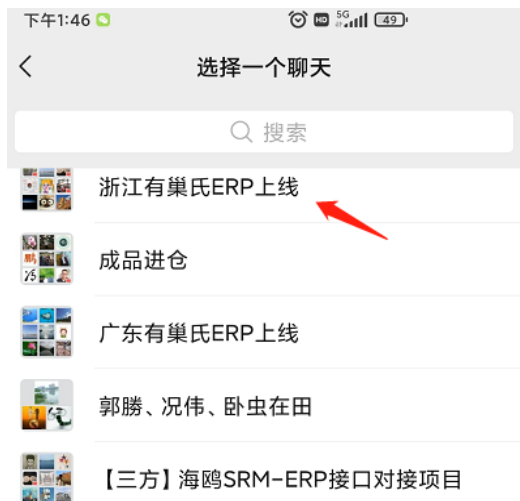 下午1:46 HD 5G 49
选择一个聊天
搜索
浙江有巢氏ERP上线
成品进仓
广东有巢氏ERP上线
郭勝、况伟、卧虫在田
【三方】海鸥SRM-ERP接口对接项目